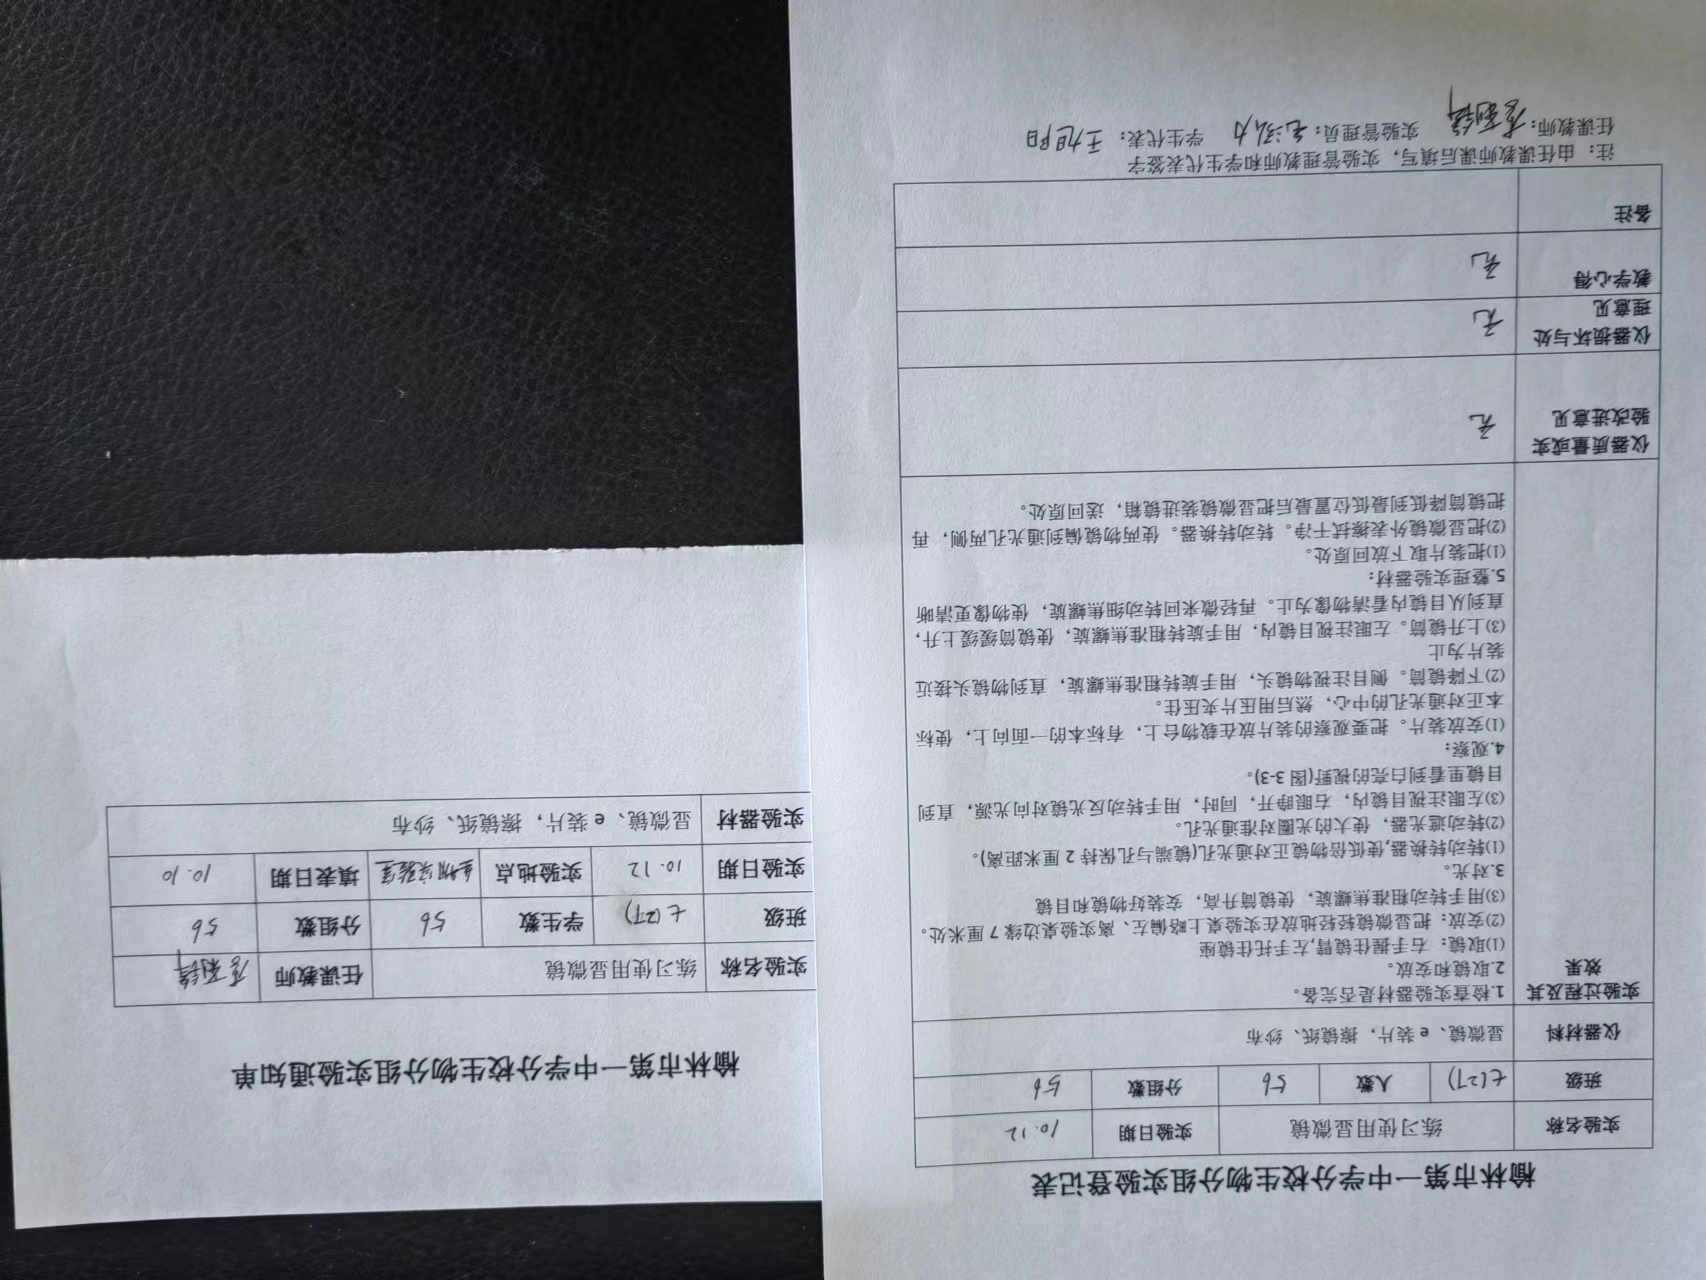 榆林市第一中学分校生物分组实验登记表
实验名称 练习使用显微镜 实验日期 10.12
班级 七(27) 人数 56 分组数 56
仪器材料 显微�、e 装片，擦镜纸、纱布
实验过程及其效果
1.检查实验器材是否完备。
2.取镜和安放。
(1)取镜：右手握住镜臂,左手托住镜座
(2)安放：把显微镜轻轻地放在实验桌上略偏左、离实验桌边缘 7 厘米处。
(3)用手转动粗准焦螺旋，使镜筒升高，安装好物镜和目镜
3.对光。
(1)转动转换器,使低倍物镜正对通光孔(镜端与孔保持 2 厘米距离)。
(2)转动遮光器，使大的光圈对准通光孔。
(3)左眼注视目镜内，右眼睁开，同时，用手转动反光镜对向光源，直到
目镜里看到白亮的视野(图 3-3)。
4.观察：
(1)安放装片。把要观察的装片放在载物台上，有标本的一面向上，使标
本正对通光孔的中心，然后用压片夹压住。
(2)下降镜筒。侧目注视物镜头，用手旋转粗准焦螺旋，直到物镜头接近
装片为止
(3)上升镜筒。左眼注视目镜内，用手旋转粗准焦螺旋，使镜筒缓缓上升，
直到从目镜内看清物像为止。再轻微来回转动细焦螺旋，使物像更清晰
5.整理实验器材：
(1)把装片取下放回原处。
(2)把显微镜外表擦拭干净。转动转换器。使两物镜偏到通光孔两侧，再
把镜筒降低到最低位置最后把显微镜装进镜箱，送回原处。
仪器质量或实验改进意见 无
仪器损坏与处理意见 无
教学心得 无
备注
注：由任课教师课后填写，实验管理教师和学生代表签字
任课教师： 实验管理员： 学生代表：王旭阳
榆林市第一中学分校生物分组实验通知单
实验名称 练习使用显微镜 任课教师
班级 七(27) 学生数 56 分组数 56
实验日期 10.12 实验地点 生物实验室 填表日期 10.10
实验器材 显微镜、e 装片，擦镜纸、纱布